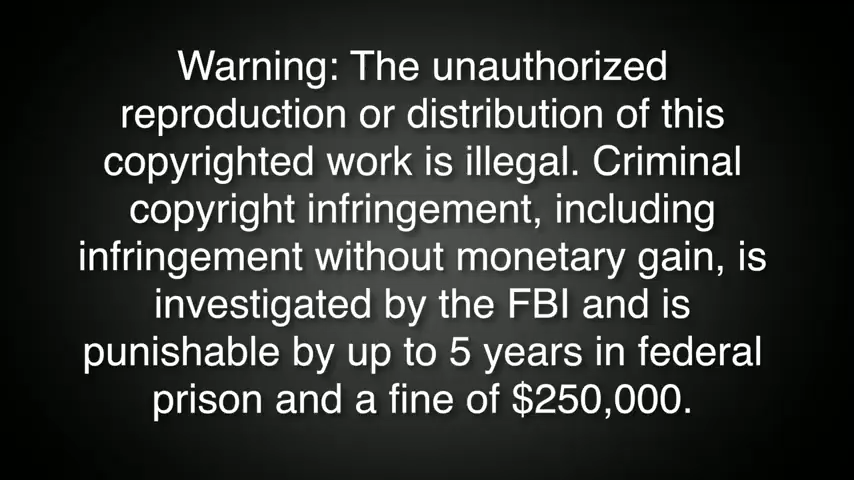 Warning: The unauthorized
reproduction or distribution of this
copyrighted work is illegal. Criminal
copyright infringement, including
infringement without monetary gain, is
investigated by the FBI and is
punishable by up to 5 years in federal
prison and a fine of $250,000.